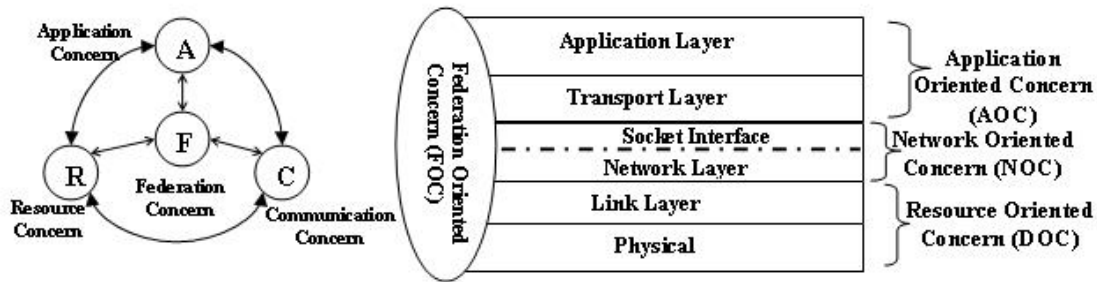 Application
Concern
A
F
R
C
Federation
Concern
Resource
Concern
Communication
Concern
Federation Oriented
Concern (FOC)
Application Layer
Transport Layer
Socket Interface
Network Layer
Link Layer
Physical
Application
Oriented Concern
(AOC)
Network Oriented
Concern (NOC)
Resource Oriented
Concern (DOC)